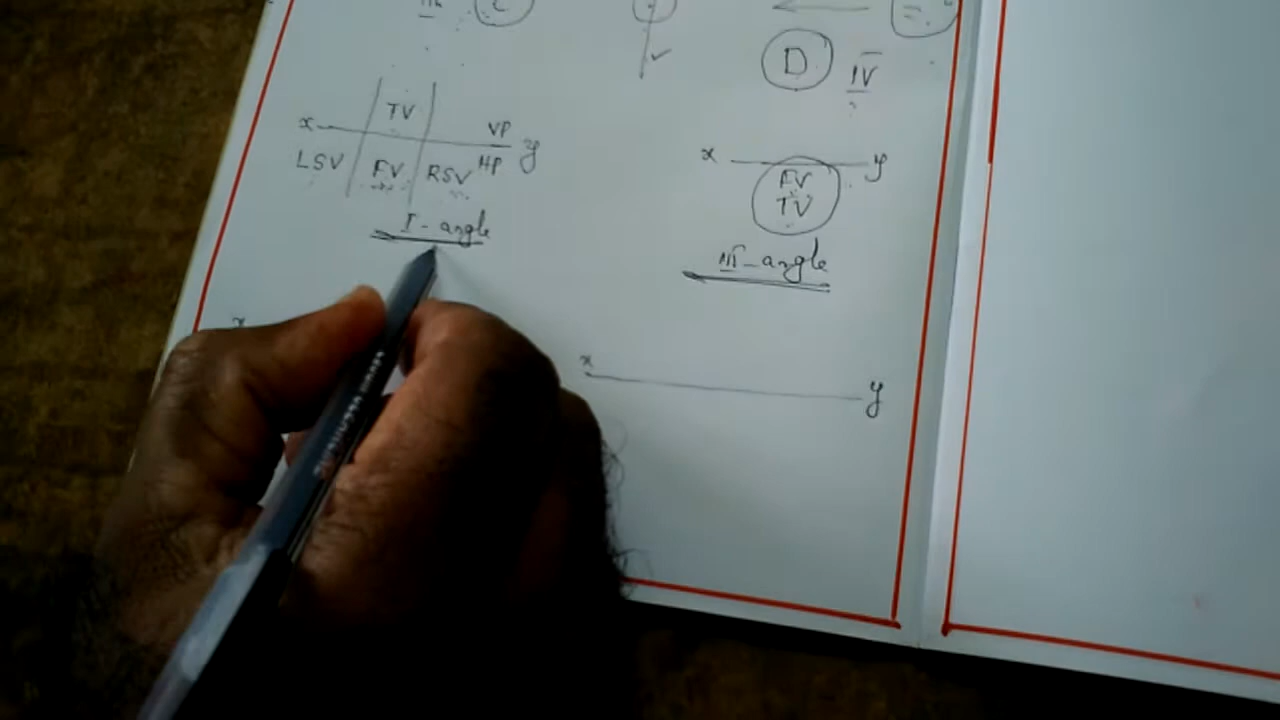 D IV
TV
x VP y
LSV FV RSV HP
I - angle
x y
FV
TV
III - angle
x
x y